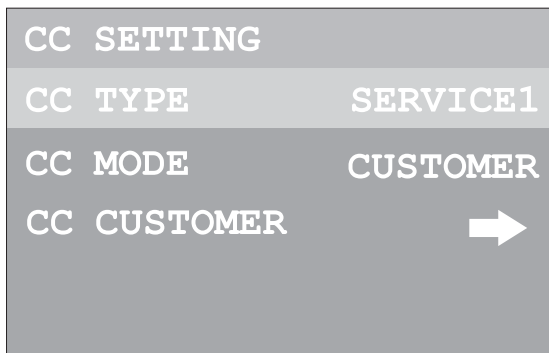 CC SETTING
CC TYPE SERVICE1
CC MODE CUSTOMER
CC CUSTOMER